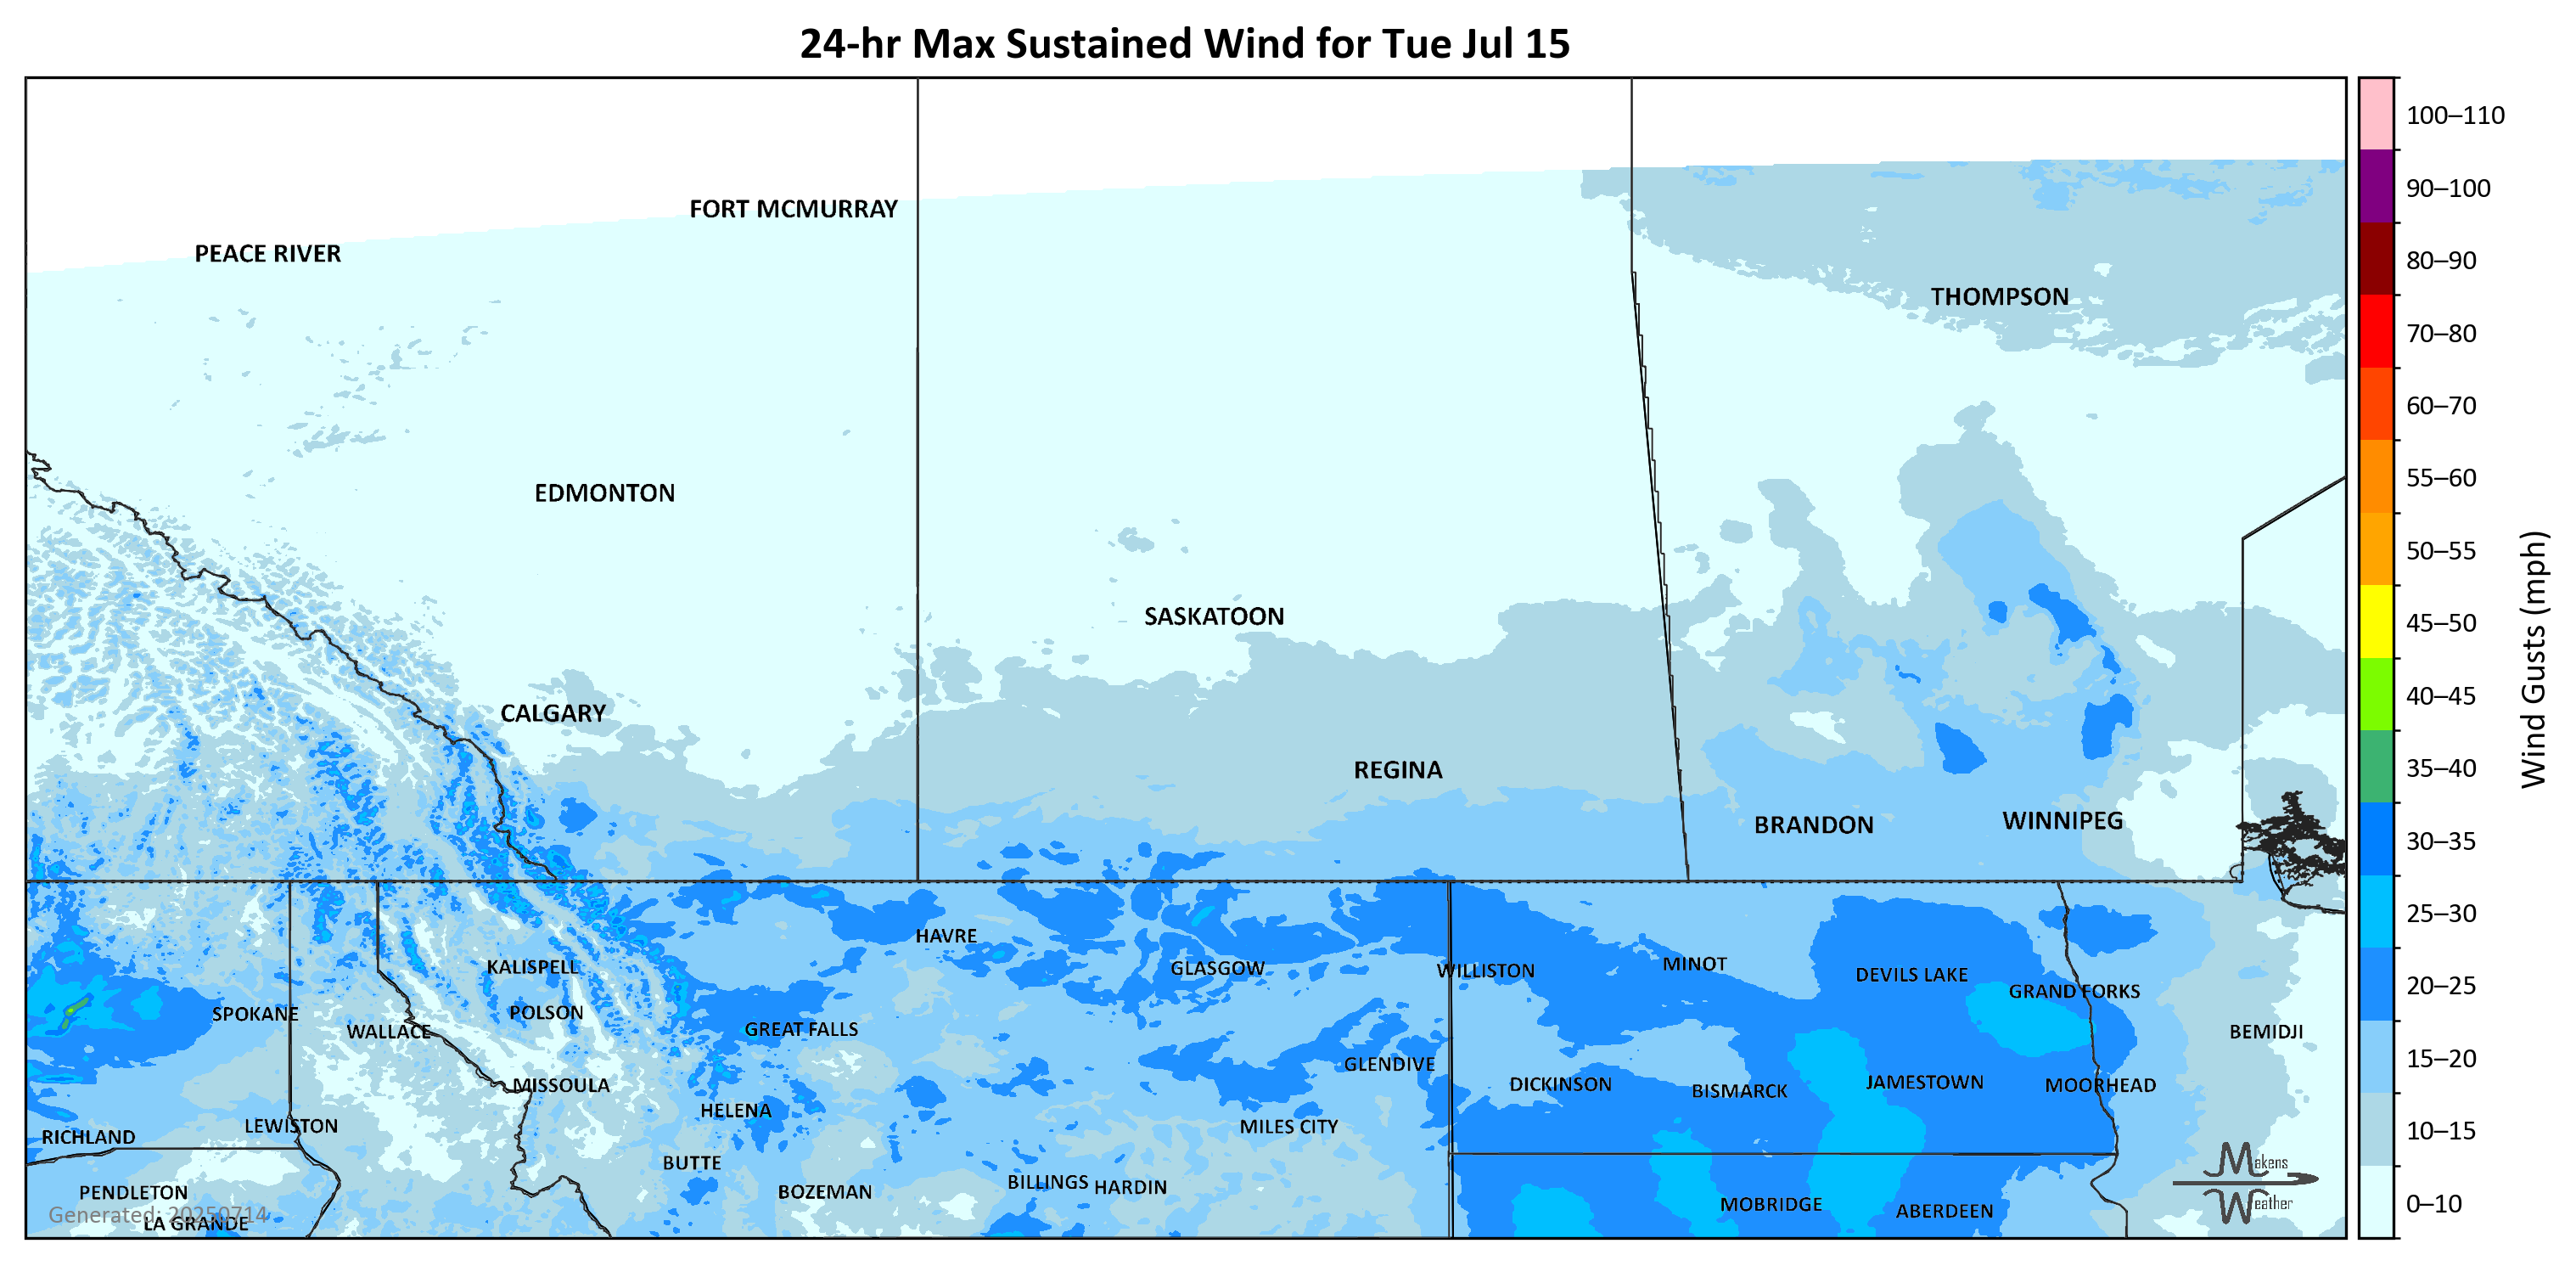 24-hr Max Sustained Wind for Tue Jul 15
100–110
90–100
FORT MCMURRAY
PEACE RIVER
80–90
THOMPSON
70–80
60–70
55–60
EDMONTON
50–55
SASKATOON
45–50
Wind Gusts (mph)
40–45
CALGARY
REGINA
35–40
BRANDON
WINNIPEG
30–35
25–30
HAVRE
KALISPELL
GLASGOW
WILLISTON
MINOT
DEVILS LAKE
20–25
GRAND FORKS
SPOKANE
POLSON
WALLACE
GREAT FALLS
BEMIDJI
15–20
GLENDIVE
MISSOULA
DICKINSON
BISMARCK
JAMESTOWN
MOORHEAD
HELENA
LEWISTON
MILES CITY
10–15
RICHLAND
BUTTE
Makens
Weather
PENDLETON
BOZEMAN
BILLINGS
HARDIN
MOBRIDGE
ABERDEEN
0–10
Generated: 20250714
LA GRANDE